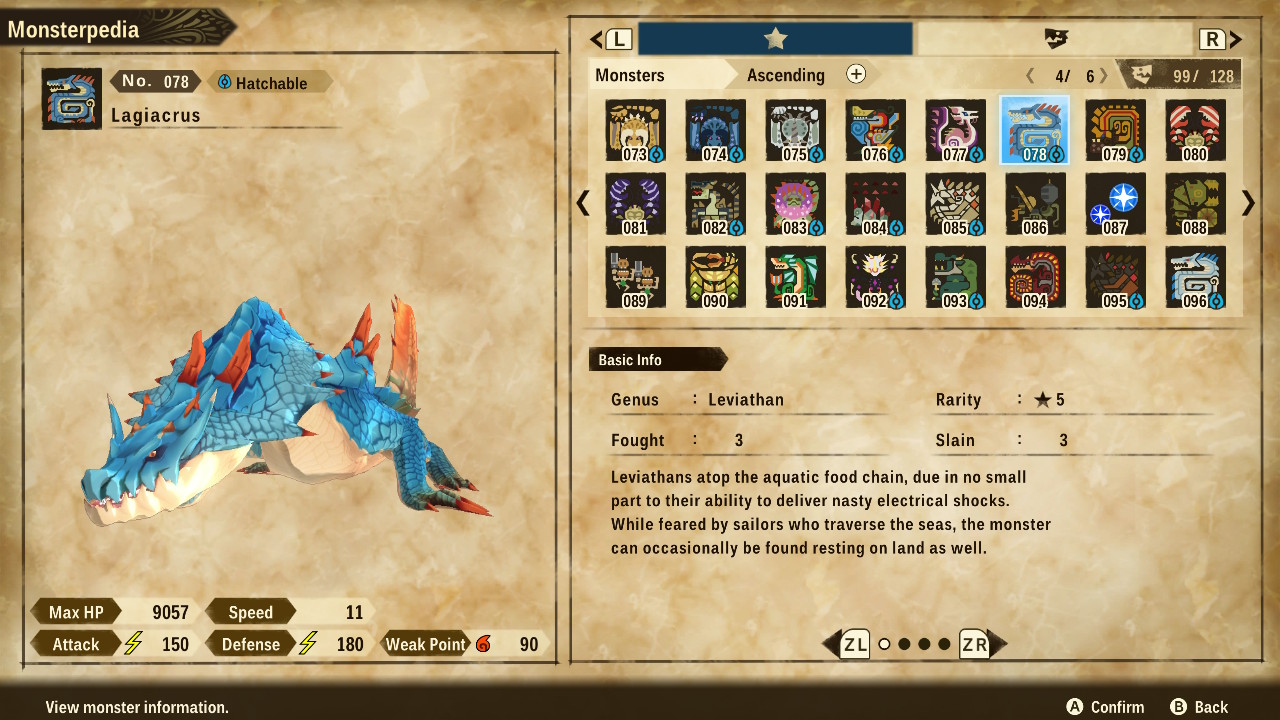 Monsterpedia
No. 078
Hatchable
Lagiacrus
Max HP 9057
Speed 11
Attack 150
Defense 180
Weak Point 90
L
R
Monsters
Ascending
4/ 6
99/ 128
073 074 075 076 077 078 079 080
081 082 083 084 085 086 087 088
089 090 091 092 093 094 095 096
Basic Info
Genus : Leviathan
Rarity : ★ 5
Fought : 3
Slain : 3
Leviathans atop the aquatic food chain, due in no small
part to their ability to deliver nasty electrical shocks.
While feared by sailors who traverse the seas, the monster
can occasionally be found resting on land as well.
ZL
ZR
View monster information.
A Confirm
B Back